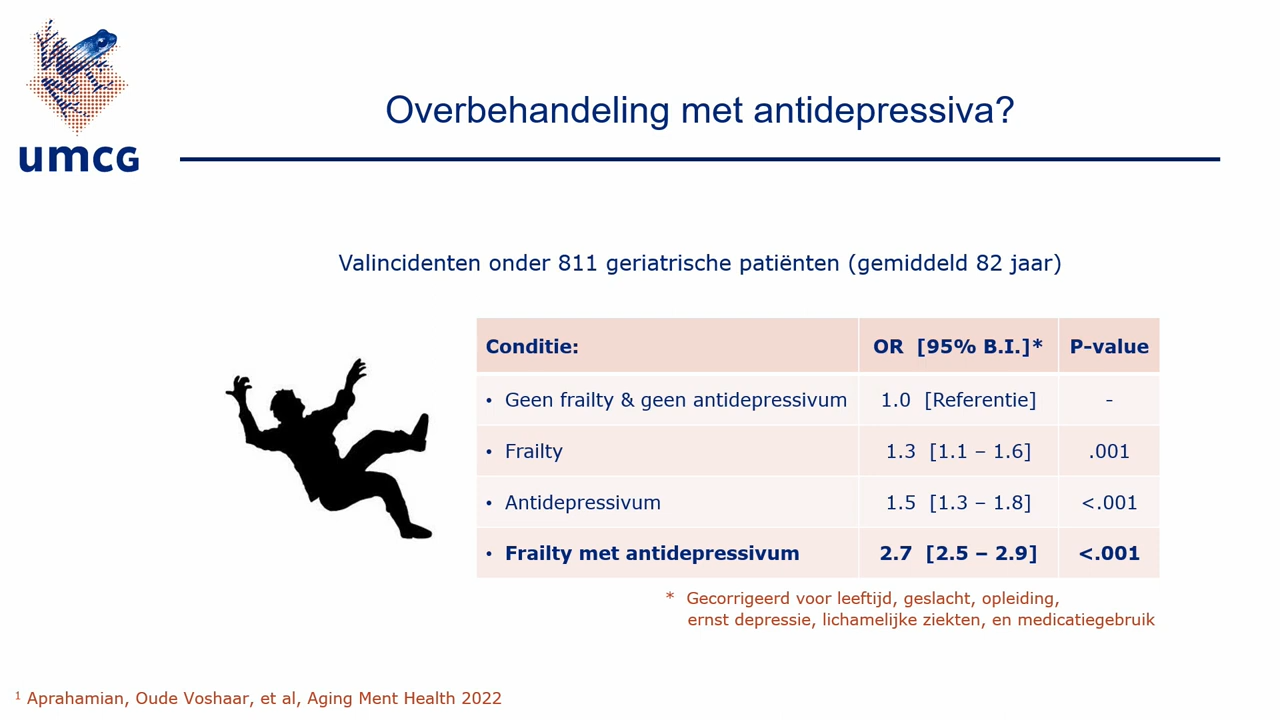 umcg
Overbehandeling met antidepressiva?
Valincidenten onder 811 geriatrische patiënten (gemiddeld 82 jaar)
Conditie: OR [95% B.I.]* P-value
• Geen frailty & geen antidepressivum 1.0 [Referentie] -
• Frailty 1.3 [1.1 – 1.6] .001
• Antidepressivum 1.5 [1.3 – 1.8] <.001
• Frailty met antidepressivum 2.7 [2.5 – 2.9] <.001
* Gecorrigeerd voor leeftijd, geslacht, opleiding,
ernst depressie, lichamelijke ziekten, en medicatiegebruik
¹ Aprahamian, Oude Voshaar, et al, Aging Ment Health 2022